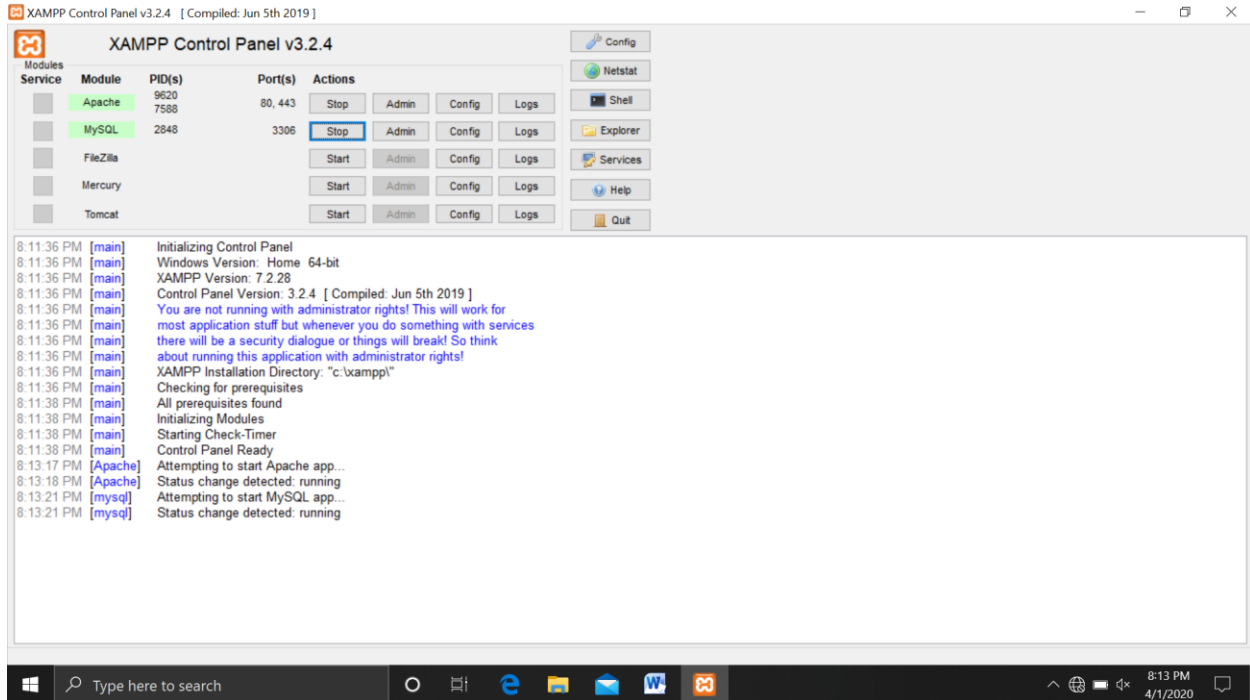 XAMPP Control Panel v3.2.4 [ Compiled: Jun 5th 2019 ]
XAMPP Control Panel v3.2.4
Config
Netstat
Shell
Explorer
Services
Help
Quit
Modules
Service Module PID(s) Port(s) Actions
Apache 9620 7588 80, 443 Stop Admin Config Logs
MySQL 2848 3306 Stop Admin Config Logs
FileZilla Start Admin Config Logs
Mercury Start Admin Config Logs
Tomcat Start Admin Config Logs
8:11:36 PM [main] Initializing Control Panel
8:11:36 PM [main] Windows Version: Home 64-bit
8:11:36 PM [main] XAMPP Version: 7.2.28
8:11:36 PM [main] Control Panel Version: 3.2.4 [ Compiled: Jun 5th 2019 ]
8:11:36 PM [main] You are not running with administrator rights! This will work for
8:11:36 PM [main] most application stuff but whenever you do something with services
8:11:36 PM [main] there will be a security dialogue or things will break! So think
8:11:36 PM [main] about running this application with administrator rights!
8:11:36 PM [main] XAMPP Installation Directory: "c:\xampp\"
8:11:36 PM [main] Checking for prerequisites
8:11:38 PM [main] All prerequisites found
8:11:38 PM [main] Initializing Modules
8:11:38 PM [main] Starting Check-Timer
8:11:38 PM [main] Control Panel Ready
8:13:17 PM [Apache] Attempting to start Apache app...
8:13:18 PM [Apache] Status change detected: running
8:13:21 PM [mysql] Attempting to start MySQL app...
8:13:21 PM [mysql] Status change detected: running
Type here to search
8:13 PM
4/1/2020